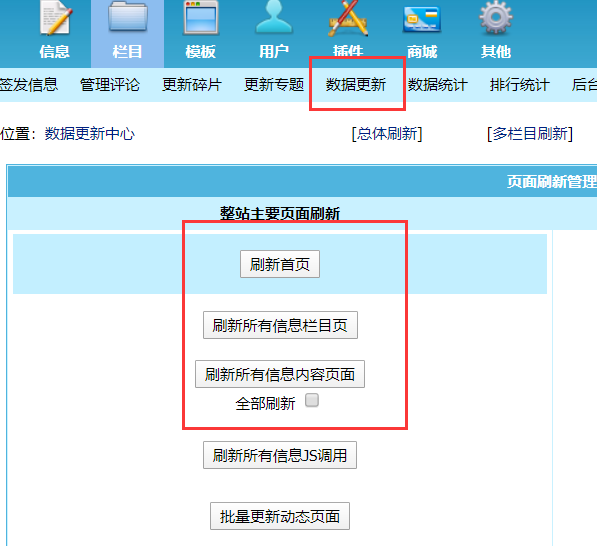 信息 栏目 模板 用户 插件 商城 其他
签发信息 管理评论 更新碎片 更新专题 数据更新 数据统计 排行统计 后台
位置：数据更新中心 [总体刷新] [多栏目刷新]
页面刷新管理
整站主要页面刷新
刷新首页
刷新所有信息栏目页
刷新所有信息内容页面
全部刷新
刷新所有信息JS调用
批量更新动态页面